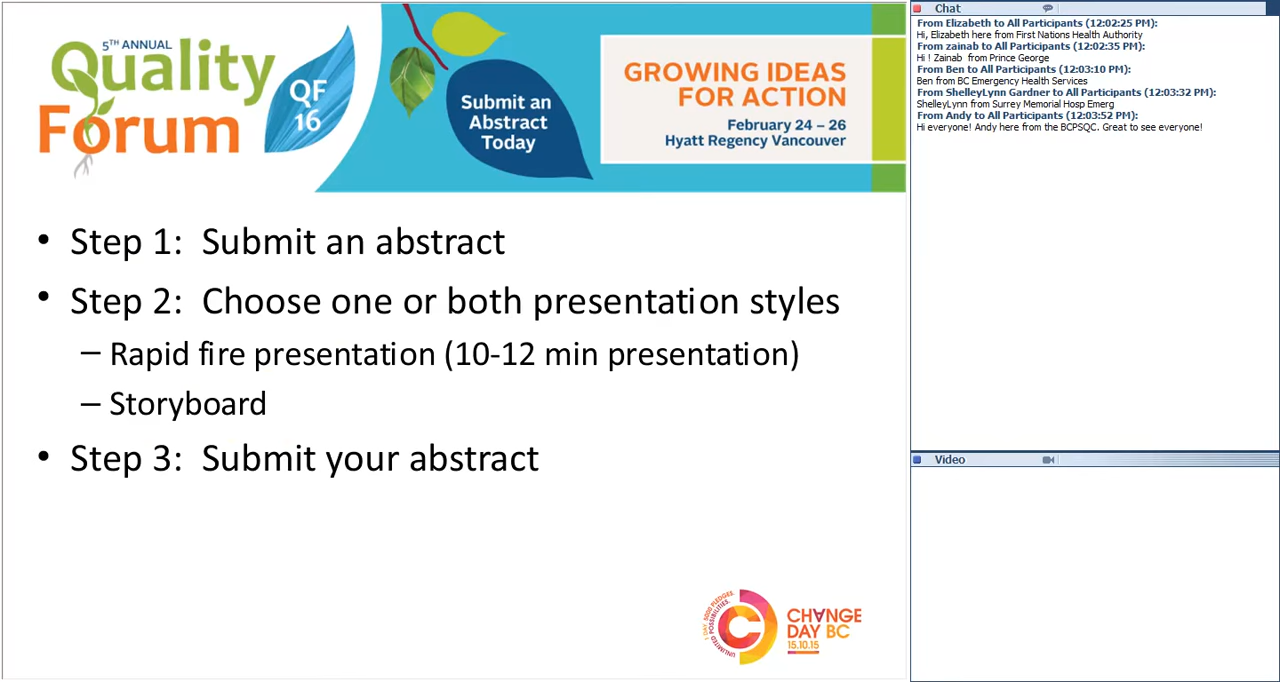 5TH ANNUAL
Quality
Forum
QF
16
Submit an
Abstract
Today
GROWING IDEAS
FOR ACTION
February 24 – 26
Hyatt Regency Vancouver
• Step 1: Submit an abstract
• Step 2: Choose one or both presentation styles
– Rapid fire presentation (10-12 min presentation)
– Storyboard
• Step 3: Submit your abstract
1 DAY. 5000 PLEDGES.
UNLIMITED POSSIBILITIES.
CHANGE
DAY BC
15.10.15
Chat
From Elizabeth to All Participants (12:02:25 PM):
Hi, Elizabeth here from First Nations Health Authority
From zainab to All Participants (12:02:35 PM):
Hi ! Zainab from Prince George
From Ben to All Participants (12:03:10 PM):
Ben from BC Emergency Health Services
From ShelleyLynn Gardner to All Participants (12:03:32 PM):
ShelleyLynn from Surrey Memorial Hosp Emerg
From Andy to All Participants (12:03:52 PM):
Hi everyone! Andy here from the BCPSQC. Great to see everyone!
Video